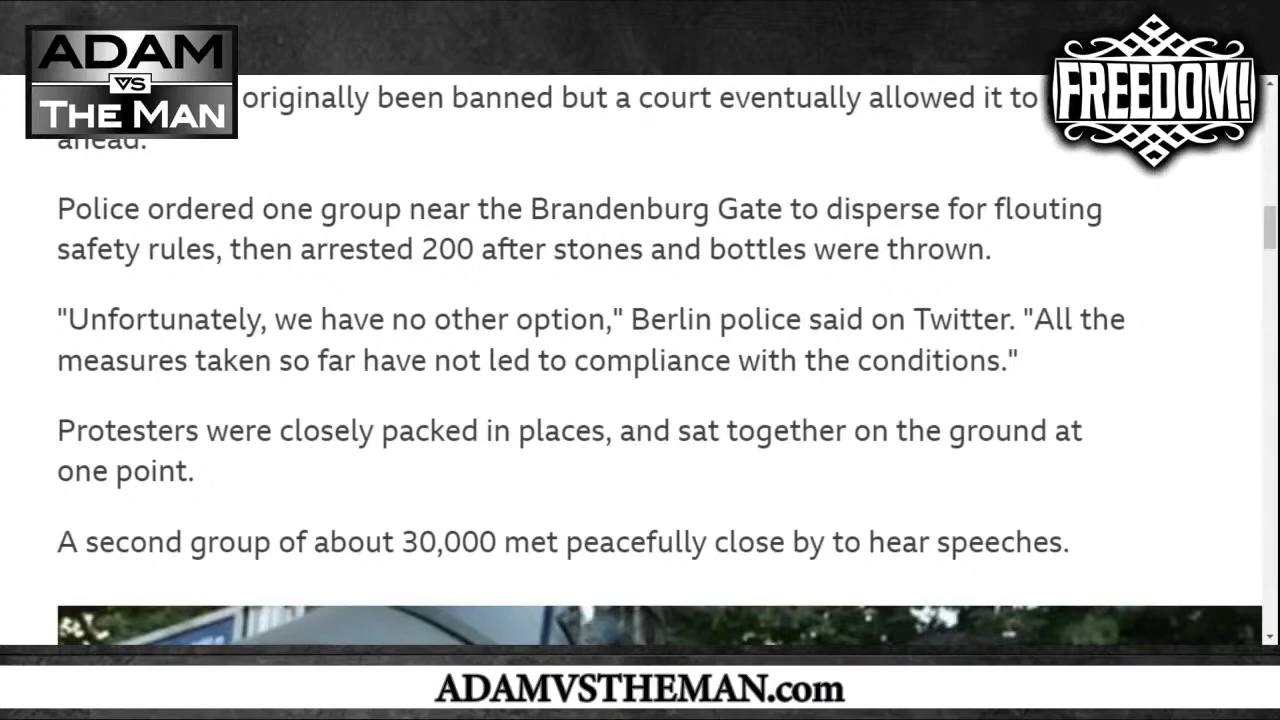 ADAM
VS
THE MAN
FREEDOM!
originally been banned but a court eventually allowed it to
ahead.
Police ordered one group near the Brandenburg Gate to disperse for flouting
safety rules, then arrested 200 after stones and bottles were thrown.
"Unfortunately, we have no other option," Berlin police said on Twitter. "All the
measures taken so far have not led to compliance with the conditions."
Protesters were closely packed in places, and sat together on the ground at
one point.
A second group of about 30,000 met peacefully close by to hear speeches.
ADAMVSTHEMAN.com